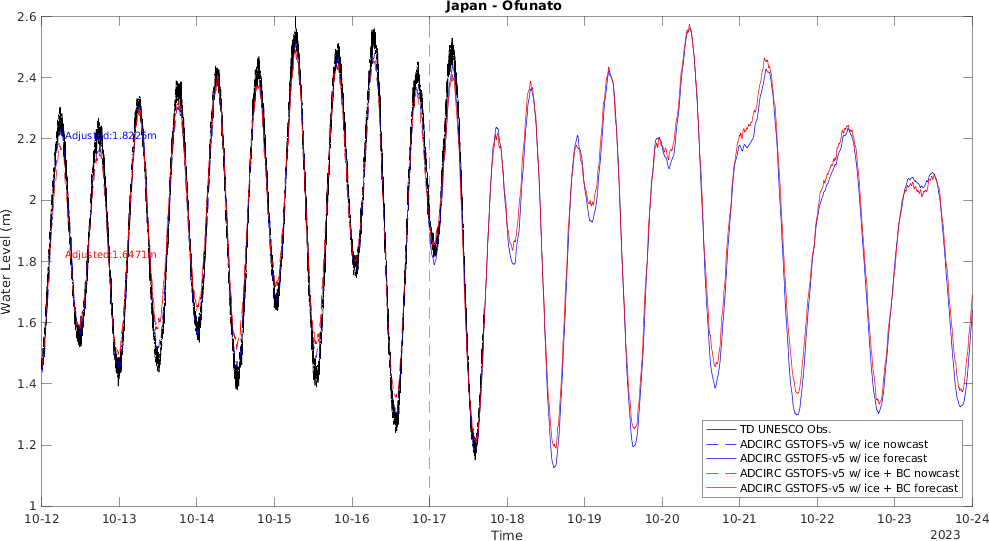 Japan - Ofunato
2.6
2.4
2.2
2
1.8
1.6
1.4
1.2
1
Water Level (m)
Adjusted:1.8225m
Adjusted:1.6471m
TD UNESCO Obs.
ADCIRC GSTOFS-v5 w/ ice nowcast
ADCIRC GSTOFS-v5 w/ ice forecast
ADCIRC GSTOFS-v5 w/ ice + BC nowcast
ADCIRC GSTOFS-v5 w/ ice + BC forecast
10-12 10-13 10-14 10-15 10-16 10-17 10-18 10-19 10-20 10-21 10-22 10-23 10-24
Time
2023